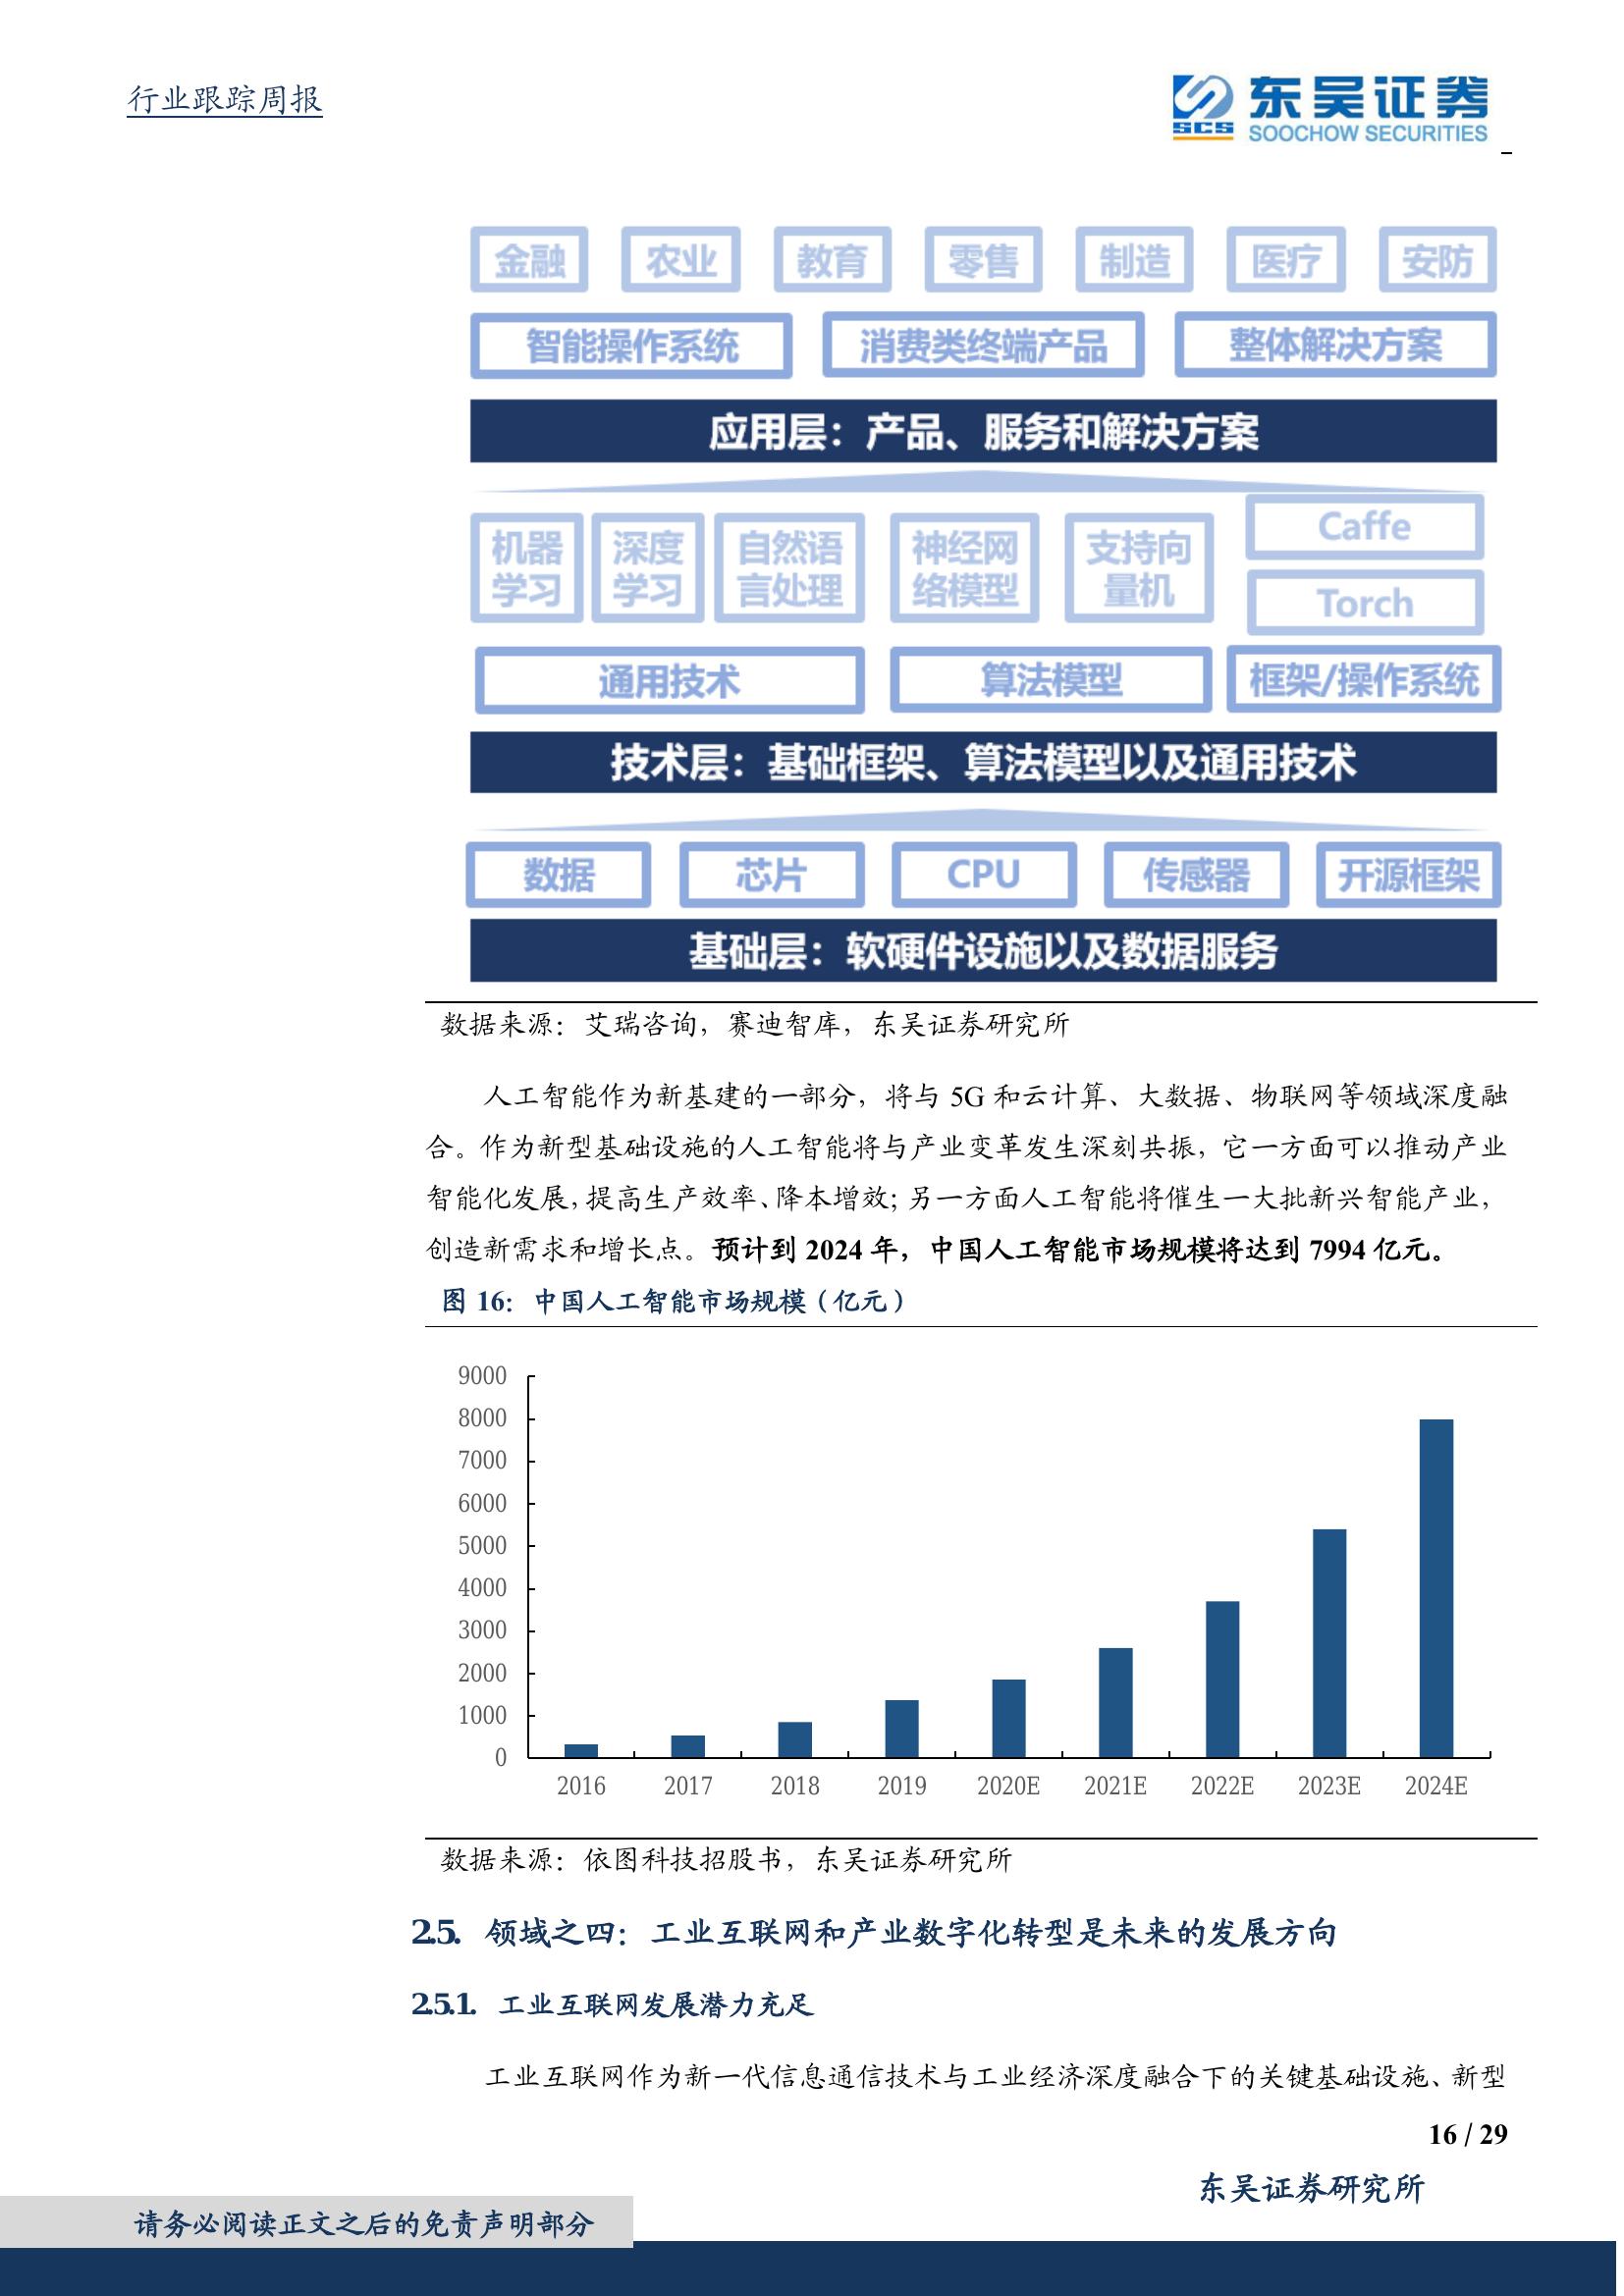 行业跟踪周报
SCS
东吴证券
SOOCHOW SECURITIES
金融 农业 教育 零售 制造 医疗 安防
智能操作系统 消费类终端产品 整体解决方案
应用层：产品、服务和解决方案
机器学习 深度学习 自然语言处理 神经网络模型 支持向量机 Caffe
Torch
通用技术 算法模型 框架/操作系统
技术层：基础框架、算法模型以及通用技术
数据 芯片 CPU 传感器 开源框架
基础层：软硬件设施以及数据服务
数据来源：艾瑞咨询，赛迪智库，东吴证券研究所
人工智能作为新基建的一部分，将与 5G 和云计算、大数据、物联网等领域深度融
合。作为新型基础设施的人工智能将与产业变革发生深刻共振，它一方面可以推动产业
智能化发展，提高生产效率、降本增效；另一方面人工智能将催生一大批新兴智能产业，
创造新需求和增长点。预计到 2024 年，中国人工智能市场规模将达到 7994 亿元。
图 16：中国人工智能市场规模（亿元）
9000
8000
7000
6000
5000
4000
3000
2000
1000
0
2016 2017 2018 2019 2020E 2021E 2022E 2023E 2024E
数据来源：依图科技招股书，东吴证券研究所
2.5. 领域之四：工业互联网和产业数字化转型是未来的发展方向
2.5.1. 工业互联网发展潜力充足
工业互联网作为新一代信息通信技术与工业经济深度融合下的关键基础设施、新型
16 / 29
东吴证券研究所
请务必阅读正文之后的免责声明部分